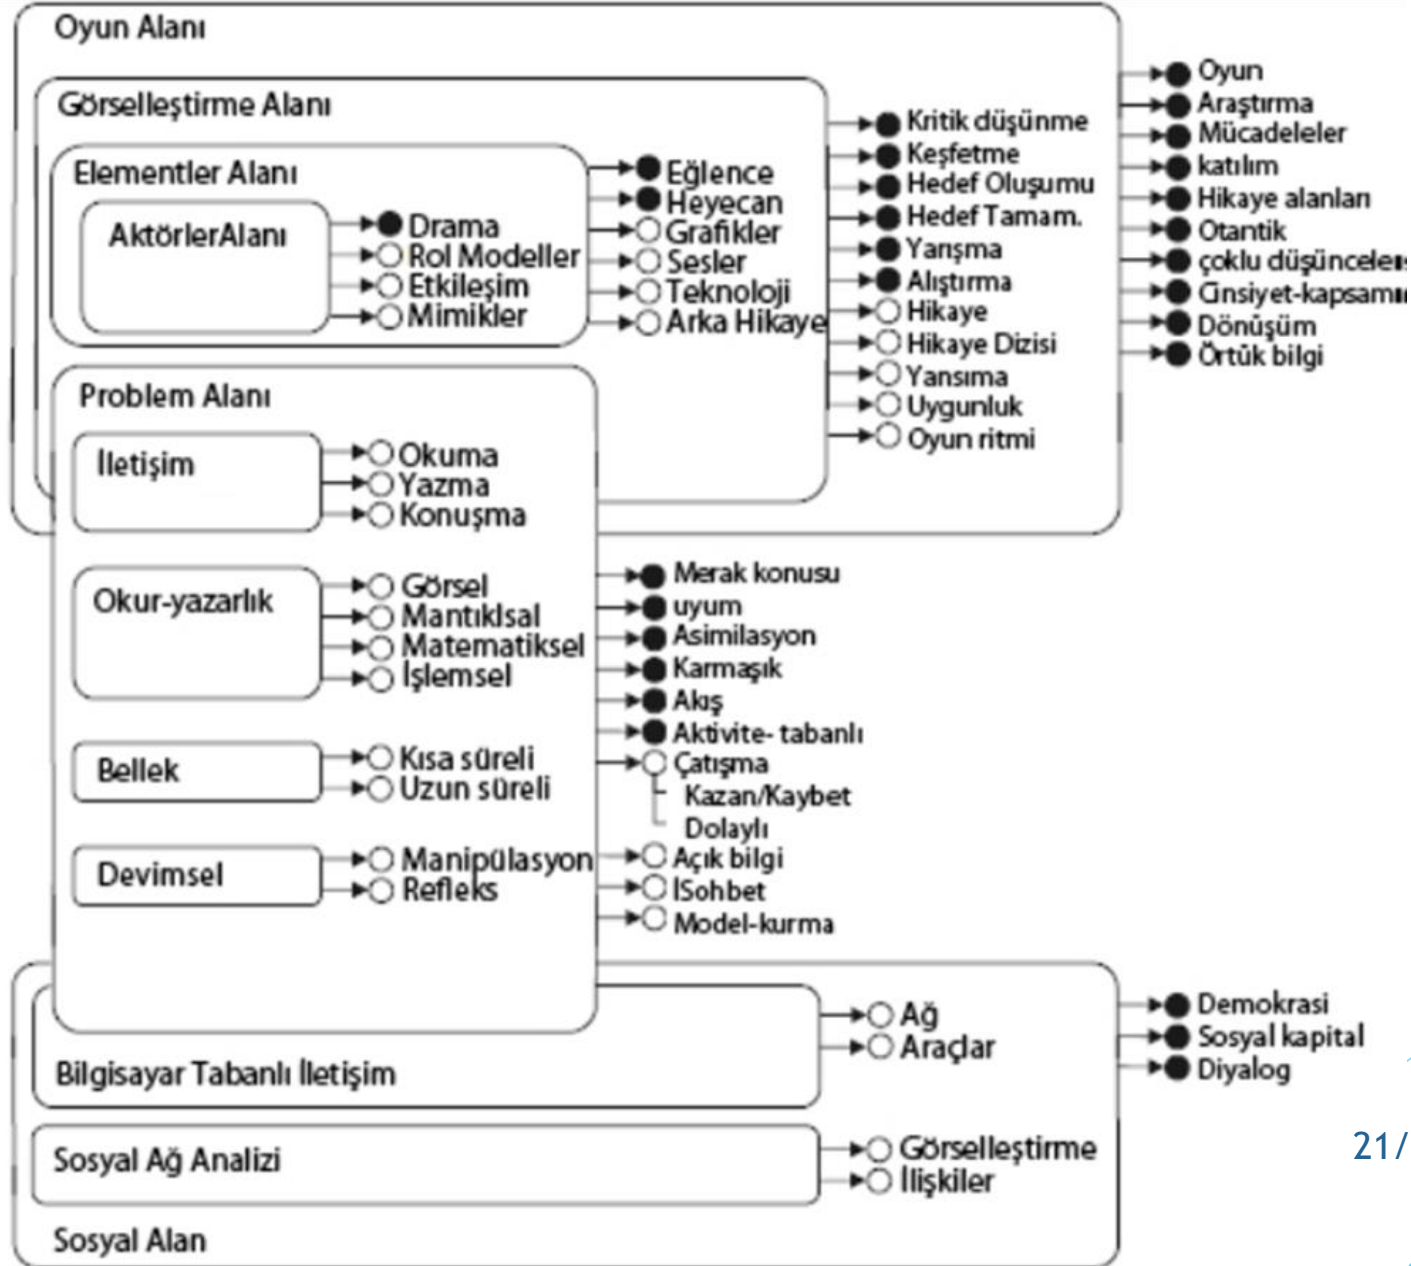 Oyun Alanı
Görselleştirme Alanı
Elementler Alanı
AktörlerAlanı
Drama
Rol Modeller
Etkileşim
Mimikler
Eğlence
Heyecan
Grafikler
Sesler
Teknoloji
Arka Hikaye
Kritik düşünme
Keşfetme
Hedef Oluşumu
Hedef Tamam.
Yarışma
Alıştırma
Hikaye
Hikaye Dizisi
Yansıma
Uygunluk
Oyun ritmi
Oyun
Araştırma
Mücadeleler
katılım
Hikaye alanları
Otantik
çoklu
Dönüşüm
Örtük bilgi
Problem Alanı
İletişim
Okuma
Yazma
Konuşma
Okur-yazarlık
Görsel
Mantıklsal
Matematiksel
İşlemsel
Bellek
Kısa süreli
Uzun süreli
Devimsel
Manipülasyon
Refleks
Merak konusu
uyum
Asimilasyon
Karmaşık
Akış
Aktivite- tabanlı
Çatışma
Kazan/Kaybet
Dolaylı
Açık bilgi
İSohbet
Model-kurma
Bilgisayar Tabanlı İletişim
Ağ
Araçlar
Sosyal Ağ Analizi
Görselleştirme
İlişkiler
Sosyal Alan
Demokrasi
Sosyal kapital
Diyalog
21/